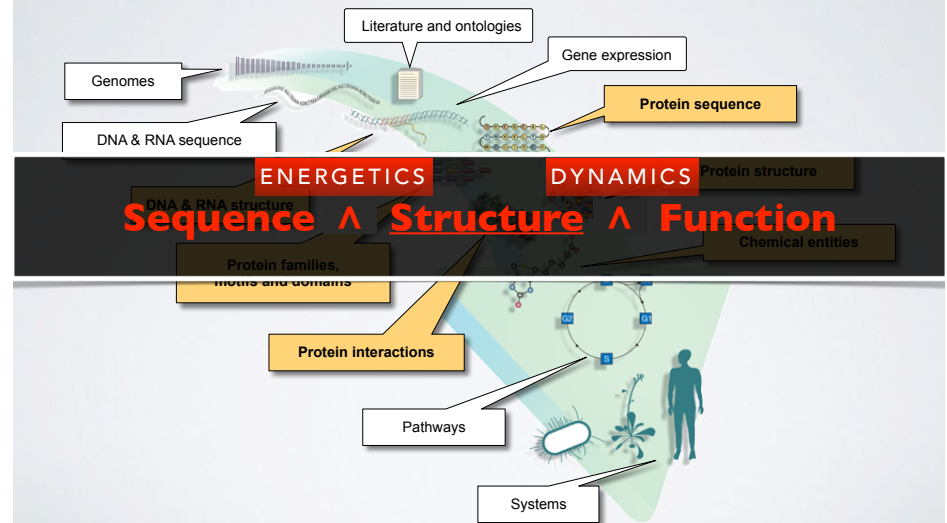 Literature and ontologies
Gene expression
Genomes
Protein sequence
DNA & RNA sequence
ENERGETICS
DYNAMICS
Protein structure
DNA & RNA structure
Sequence ^ Structure ^ Function
Chemical entities
Protein families,
motifs and domains
G2
G1
S
Protein interactions
Pathways
Systems